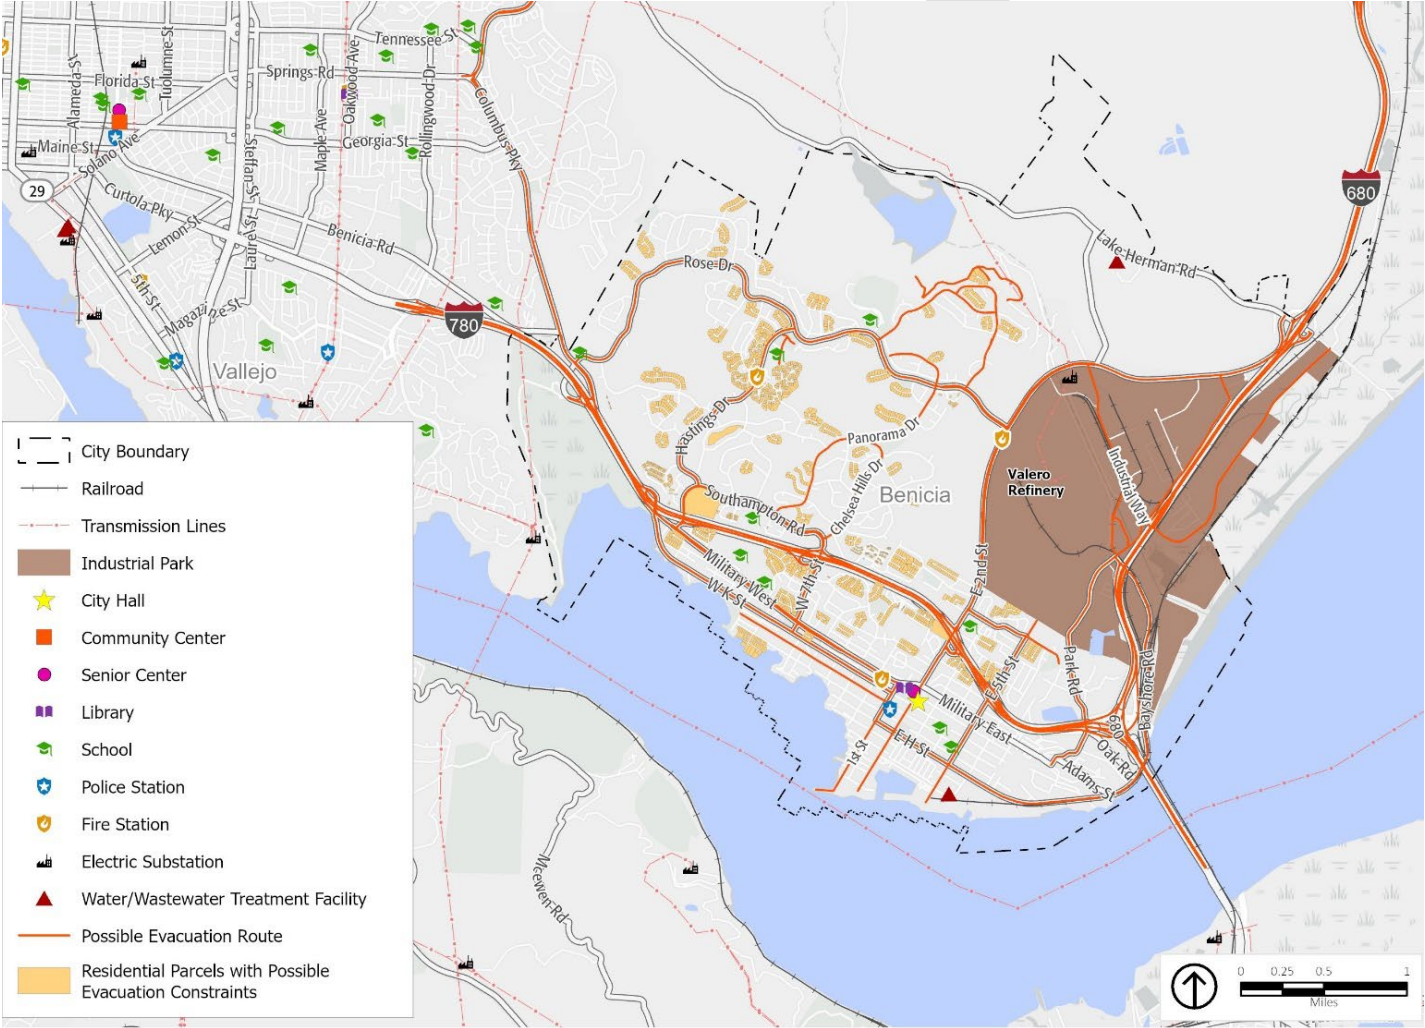 Tennessee St
Springs Rd
Oakwood Ave
Rollingwood Dr
Tuolumne St
Alameda St
Florida St
Columbus Pky
Maple Ave
Georgia St
Maine St
Solano Ave
Steffan St
29
Curtola Pky
Lemon St
Laurel St
Benicia Rd
680
Lake Herman Rd
Rose Dr
5th St
780
Vallejo
Hastings Dr
Panorama Dr
Chelsea Hills Dr
Benicia
Valero
Refinery
Industrial Way
Southampton Rd
Military West
W K St
W 7th St
E 2nd St
E 5th St
Park Rd
Bayshore Rd
680
Military East
Oak Rd
1st St
E H St
Adams St
Mcewen Rd
City Boundary
Railroad
Transmission Lines
Industrial Park
City Hall
Community Center
Senior Center
Library
School
Police Station
Fire Station
Electric Substation
Water/Wastewater Treatment Facility
Possible Evacuation Route
Residential Parcels with Possible
Evacuation Constraints
0 0.25 0.5 1
Miles